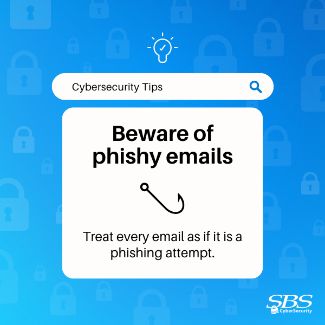 Cybersecurity Tips
Beware of
phishy emails
Treat every email as if it is a
phishing attempt.
SBS
CyberSecurity